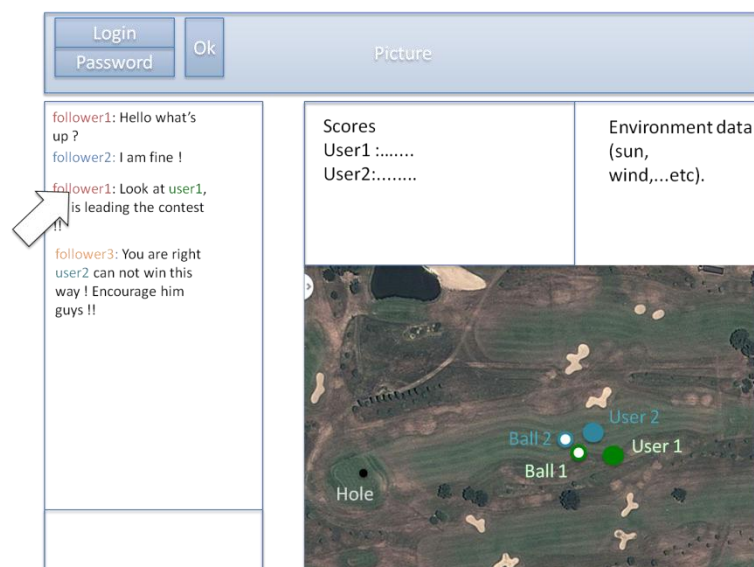 Login
Password
Ok
Picture
follower1: Hello what's
up ?
follower2: I am fine !
follower1: Look at user1,
is leading the contest
!!
follower3: You are right
user2 can not win this
way ! Encourage him
guys !!
Scores
User1 :.......
User2:........
Environment data
(sun,
wind,...etc).
User 2
Ball 2
User 1
Ball 1
Hole